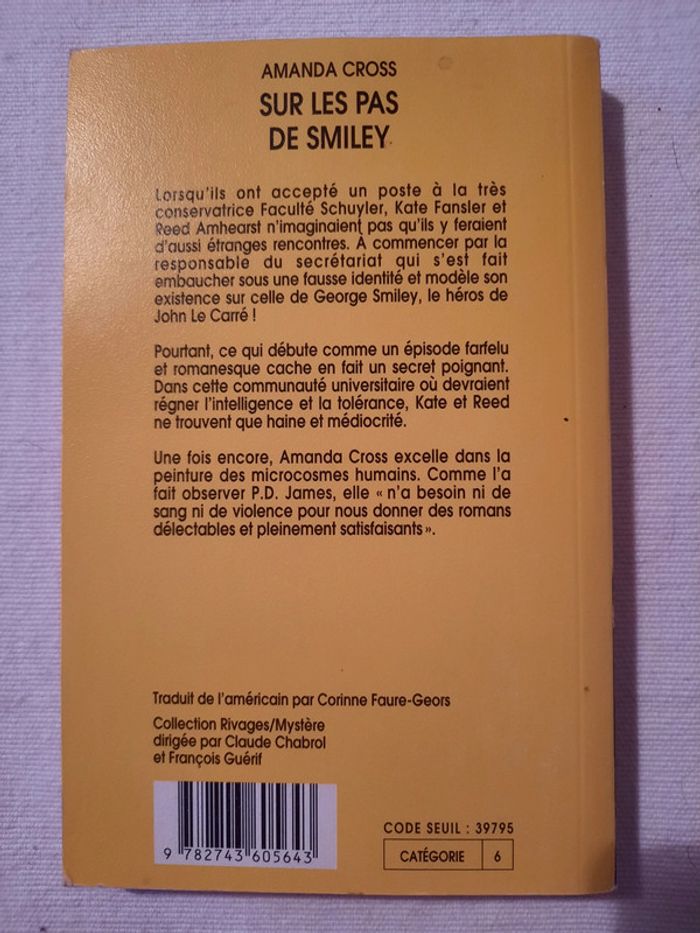 AMANDA CROSS
SUR LES PAS
DE SMILEY
Lorsqu'ils ont accepté un poste à la très
conservatrice Faculté Schuyler, Kate Fansler et
Reed Amhearst n'imaginaient pas qu'ils y feraient
d'aussi étranges rencontres. À commencer par la
responsable du secrétariat qui s'est fait
embaucher sous une fausse identité et modèle son
existence sur celle de George Smiley, le héros de
John Le Carré !
Pourtant, ce qui débute comme un épisode farfelu
et romanesque cache en fait un secret poignant.
Dans cette communauté universitaire où devraient
régner l'intelligence et la tolérance, Kate et Reed
ne trouvent que haine et médiocrité.
Une fois encore, Amanda Cross excelle dans la
peinture des microcosmes humains. Comme l'a
fait observer P.D. James, elle « n'a besoin ni de
sang ni de violence pour nous donner des romans
délectables et pleinement satisfaisants ».
Traduit de l'américain par Corinne Faure-Geors
Collection Rivages/Mystère
dirigée par Claude Chabrol
et François Guérif
9 782743 605643
CODE SEUIL : 39795
CATÉGORIE 6